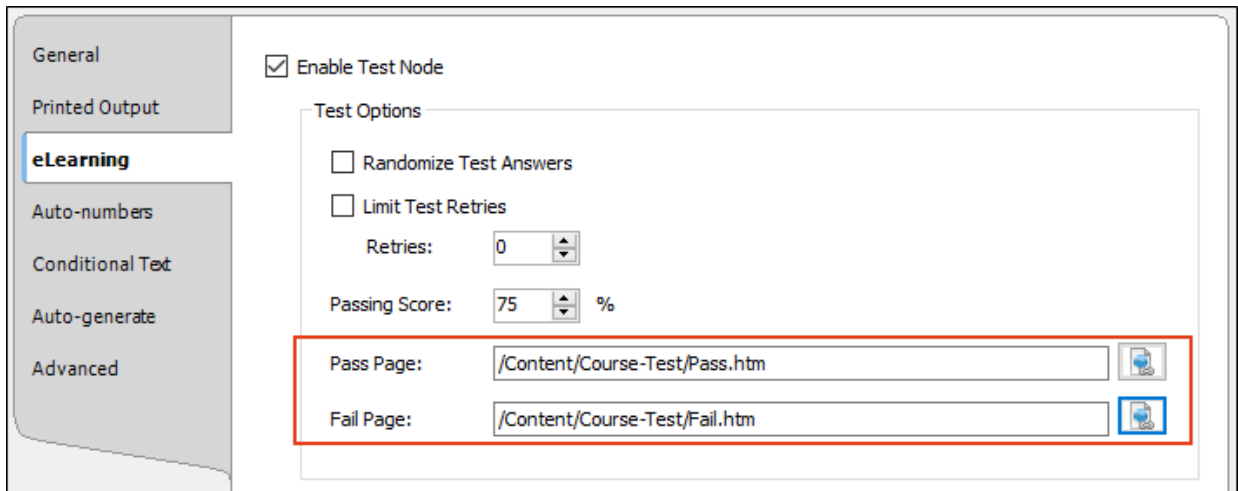 General
Printed Output
eLearning
Auto-numbers
Conditional Text
Auto-generate
Advanced
Enable Test Node
Test Options
Randomize Test Answers
Limit Test Retries
Retries: 0
Passing Score: 75 %
Pass Page: /Content/Course-Test/Pass.htm
Fail Page: /Content/Course-Test/Fail.htm